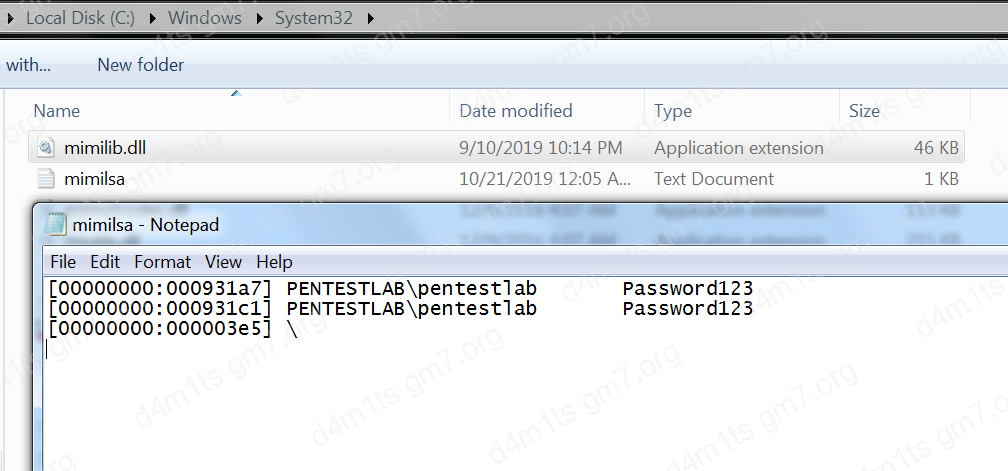 Local Disk (C:) Windows System32
with... New folder
Name Date modified Type Size
mimilib.dll 9/10/2019 10:14 PM Application extension 46 KB
mimilsa 10/21/2019 12:05 A... Text Document 1 KB
mimilsa - Notepad
File Edit Format View Help
[00000000:000931a7] PENTESTLAB\pentestlab Password123
[00000000:000931c1] PENTESTLAB\pentestlab Password123
[00000000:000003e5] \
d4m1ts gm7.org